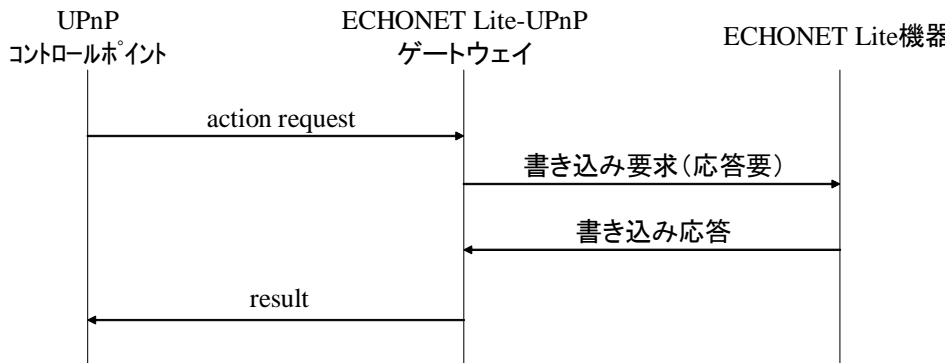 UPnP
コントロールポイント
ECHONET Lite-UPnP
ゲートウェイ
ECHONET Lite機器
action request
書き込み要求（応答要）
書き込み応答
result